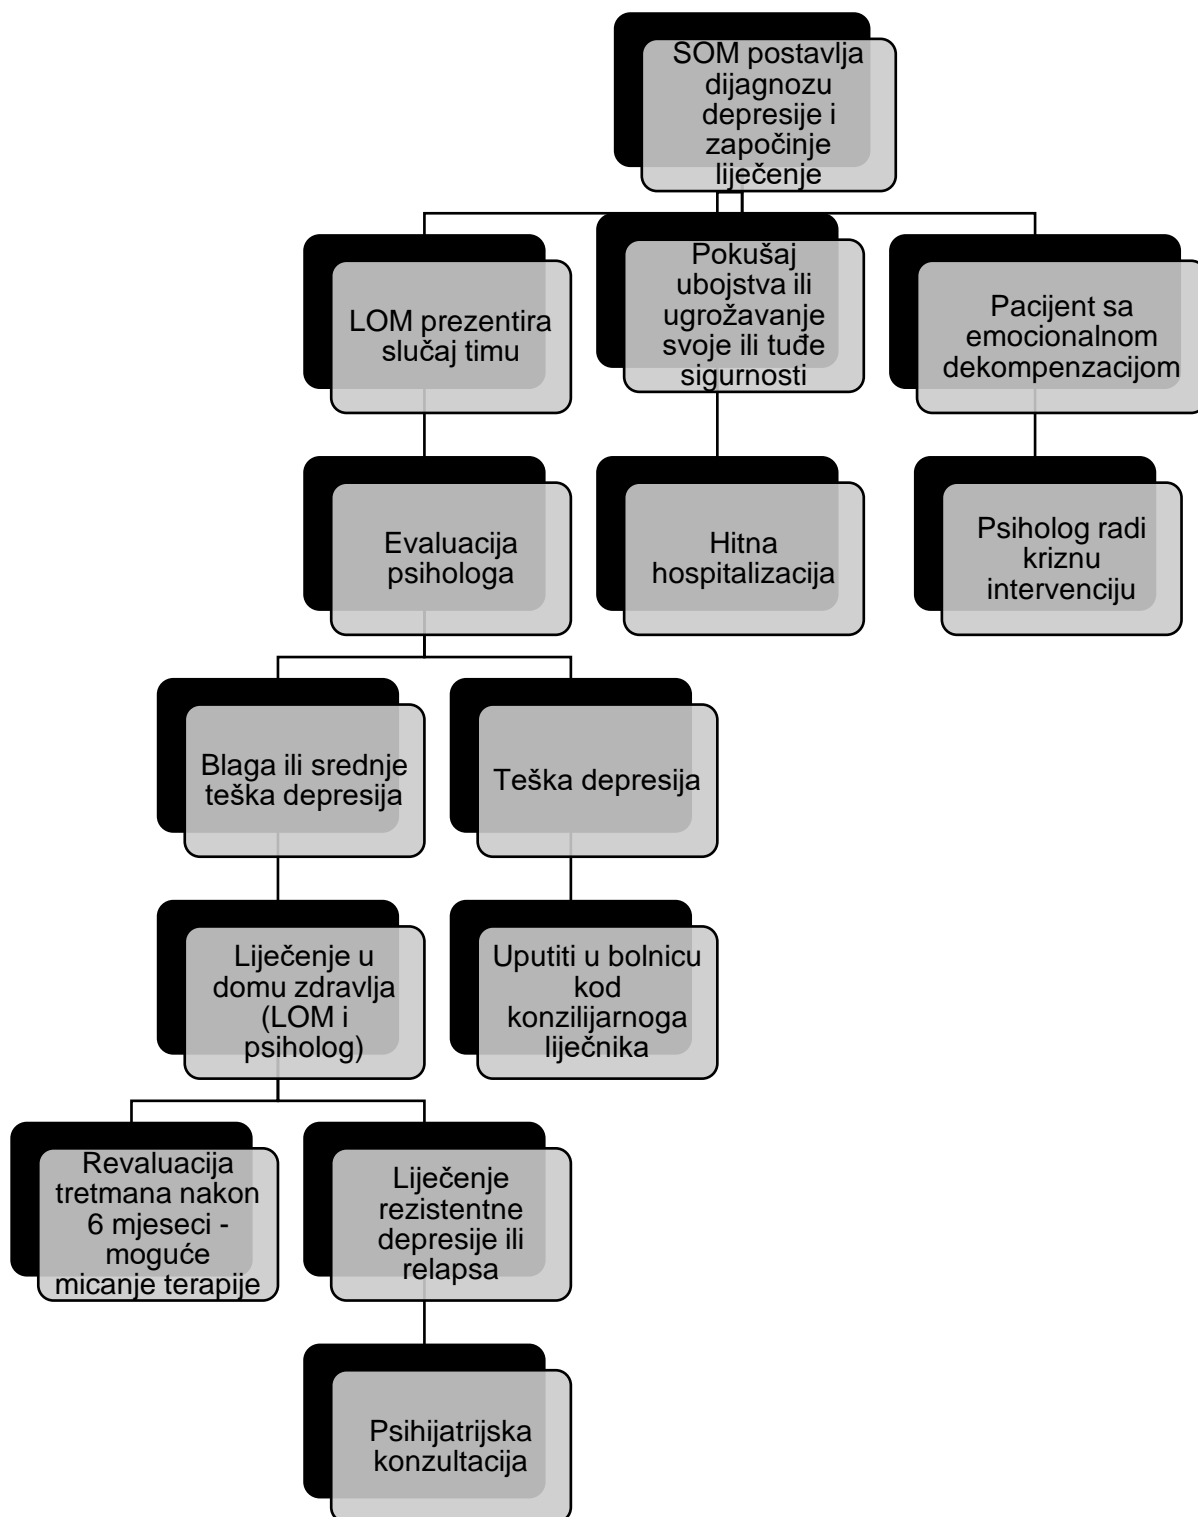 SOM postavlja
dijagnozu
depresije i
započinje
liječenje
LOM prezentira
slučaj timu
Pokušaj
ubojstva ili
ugrožavanje
svoje ili tuđe
sigurnosti
Pacijent sa
emocionalnom
dekompenzacijom
Evaluacija
psihologa
Hitna
hospitalizacija
Psiholog radi
kriznu
intervenciju
Blaga ili srednje
teška depresija
Teška depresija
Liječenje u
domu zdravlja
(LOM i
psiholog)
Uputiti u bolnicu
kod
konzilijarnoga
liječnika
Revaluacija
tretmana nakon
6 mjeseci -
moguće
micanje terapije
Liječenje
rezistentne
depresije ili
relapsa
Psihijatrijska
konzultacija